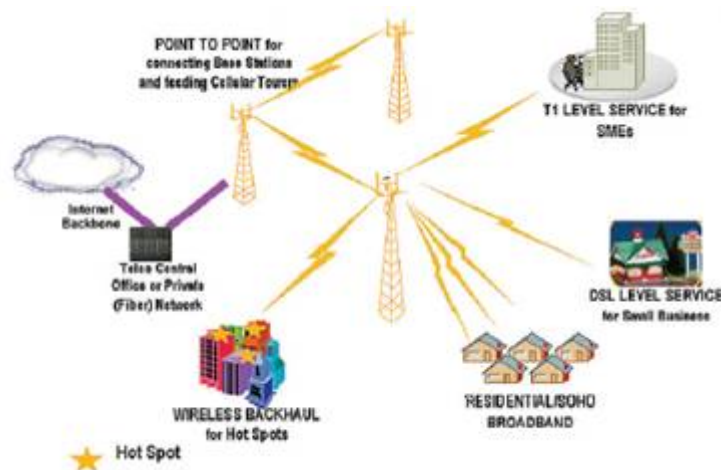 POINT TO POINT for
connecting Base Stations
and feeding Cellular Towers
T1 LEVEL SERVICE for
SMEs
Internet
Backbone
Telco Central
Office or Private
(Fiber) Network
DSL LEVEL SERVICE
for Small Business
WIRELESS BACKHAUL
for Hot Spots
RESIDENTIAL/SOHO
BROADBAND
Hot Spot